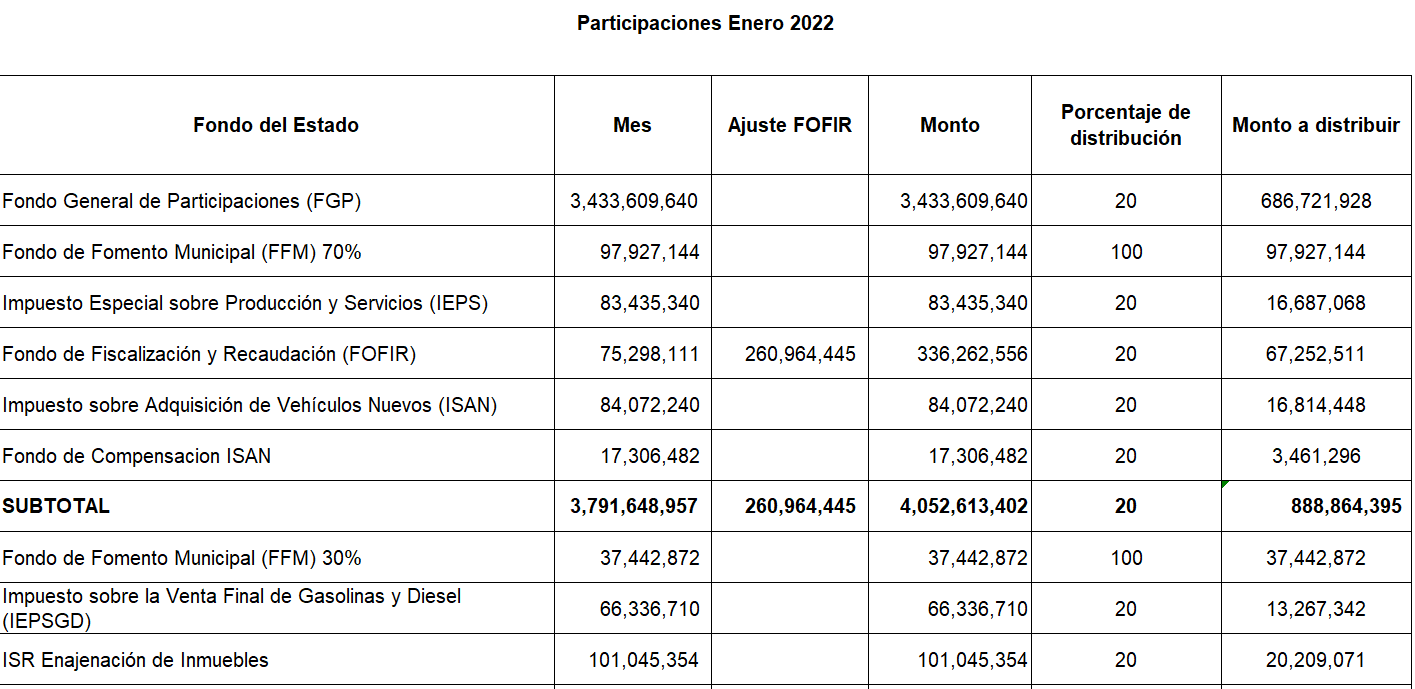 Participaciones Enero 2022
Fondo del Estado Mes Ajuste FOFIR Monto Porcentaje de distribución Monto a distribuir
Fondo General de Participaciones (FGP) 3,433,609,640 3,433,609,640 20 686,721,928
Fondo de Fomento Municipal (FFM) 70% 97,927,144 97,927,144 100 97,927,144
Impuesto Especial sobre Producción y Servicios (IEPS) 83,435,340 83,435,340 20 16,687,068
Fondo de Fiscalización y Recaudación (FOFIR) 75,298,111 260,964,445 336,262,556 20 67,252,511
Impuesto sobre Adquisición de Vehículos Nuevos (ISAN) 84,072,240 84,072,240 20 16,814,448
Fondo de Compensacion ISAN 17,306,482 17,306,482 20 3,461,296
SUBTOTAL 3,791,648,957 260,964,445 4,052,613,402 20 888,864,395
Fondo de Fomento Municipal (FFM) 30% 37,442,872 37,442,872 100 37,442,872
Impuesto sobre la Venta Final de Gasolinas y Diesel
(IEPSGD) 66,336,710 66,336,710 20 13,267,342
ISR Enajenación de Inmuebles 101,045,354 101,045,354 20 20,209,071